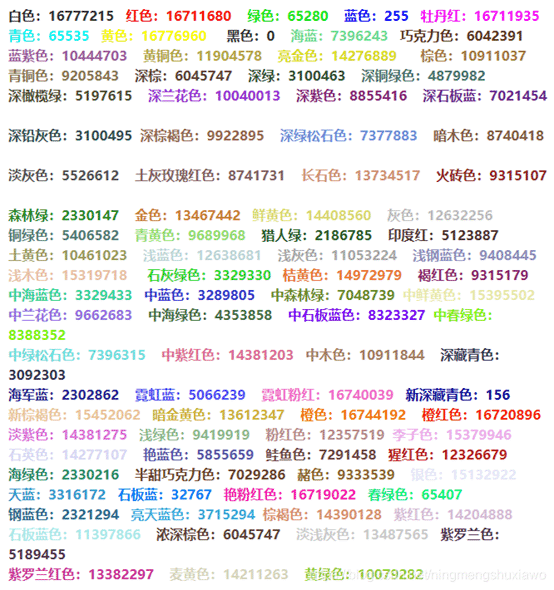 白色：16777215 红色：16711680 绿色：65280 蓝色：255 牡丹红：16711935
青色：65535 黄色：16776960 黑色：0 海蓝：7396243 巧克力色：6042391
蓝紫色：10444703 黄铜色：11904578 亮金色：14276889 棕色：10911037
青铜色：9205843 深棕：6045747 深绿：3100463 深铜绿色：4879982
深橄榄绿：5197615 深兰花色：10040013 深紫色：8855416 深石板蓝：7021454
深铅灰色：3100495 深棕褐色：9922895 深绿松石色：7377883 暗木色：8740418
淡灰色：5526612 土灰玫瑰红色：8741731 长石色：13734517 火砖色：9315107
森林绿：2330147 金色：13467442 鲜黄色：14408560 灰色：12632256
铜绿色：5406582 青黄色：9689968 猎人绿：2186785 印度红：5123887
土黄色：10461023 浅蓝色：12638681 浅灰色：11053224 浅钢蓝色：9408445
浅木色：15319718 石灰绿色：3329330 桔黄色：14972979 褐红色：9315179
中海蓝色：3329433 中蓝色：3289805 中森林绿：7048739 中鲜黄色：15395502
中兰花色：9662683 中海绿色：4353858 中石板蓝色：8323327 中春绿色：
8388352
中绿松石色：7396315 中紫红色：14381203 中木色：10911844 深藏青色：
3092303
海军蓝：2302862 霓虹蓝：5066239 霓虹粉红：16740039 新深藏青色：156
新棕褐色：15452062 暗金黄色：13612347 橙色：16744192 橙红色：16720896
淡紫色：14381275 浅绿色：9419919 粉红色：12357519 李子色：15379946
石英色：14277107 艳蓝色：5855659 鲑鱼色：7291458 猩红色：12326679
海绿色：2330216 半甜巧克力色：7029286 赭色：9333539 银色：15132922
天蓝：3316172 石板蓝：32767 艳粉红色：16719022 春绿色：65407
钢蓝色：2321294 亮天蓝色：3715294 棕褐色：14390128 紫红色：14204888
石板蓝色：11397866 浓深棕色：6045747 淡浅灰色：13487565 紫罗兰色：
5189455
紫罗兰红色：13382297 麦黄色：14211263 黄绿色：10079282